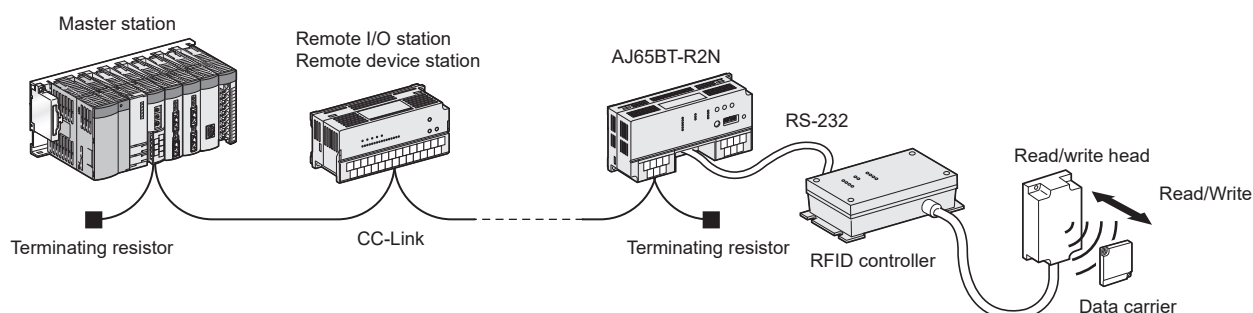 Master station
Remote I/O station
Remote device station
AJ65BT-R2N
RS-232
Read/write head
Read/Write
Terminating resistor
CC-Link
Terminating resistor
RFID controller
Data carrier